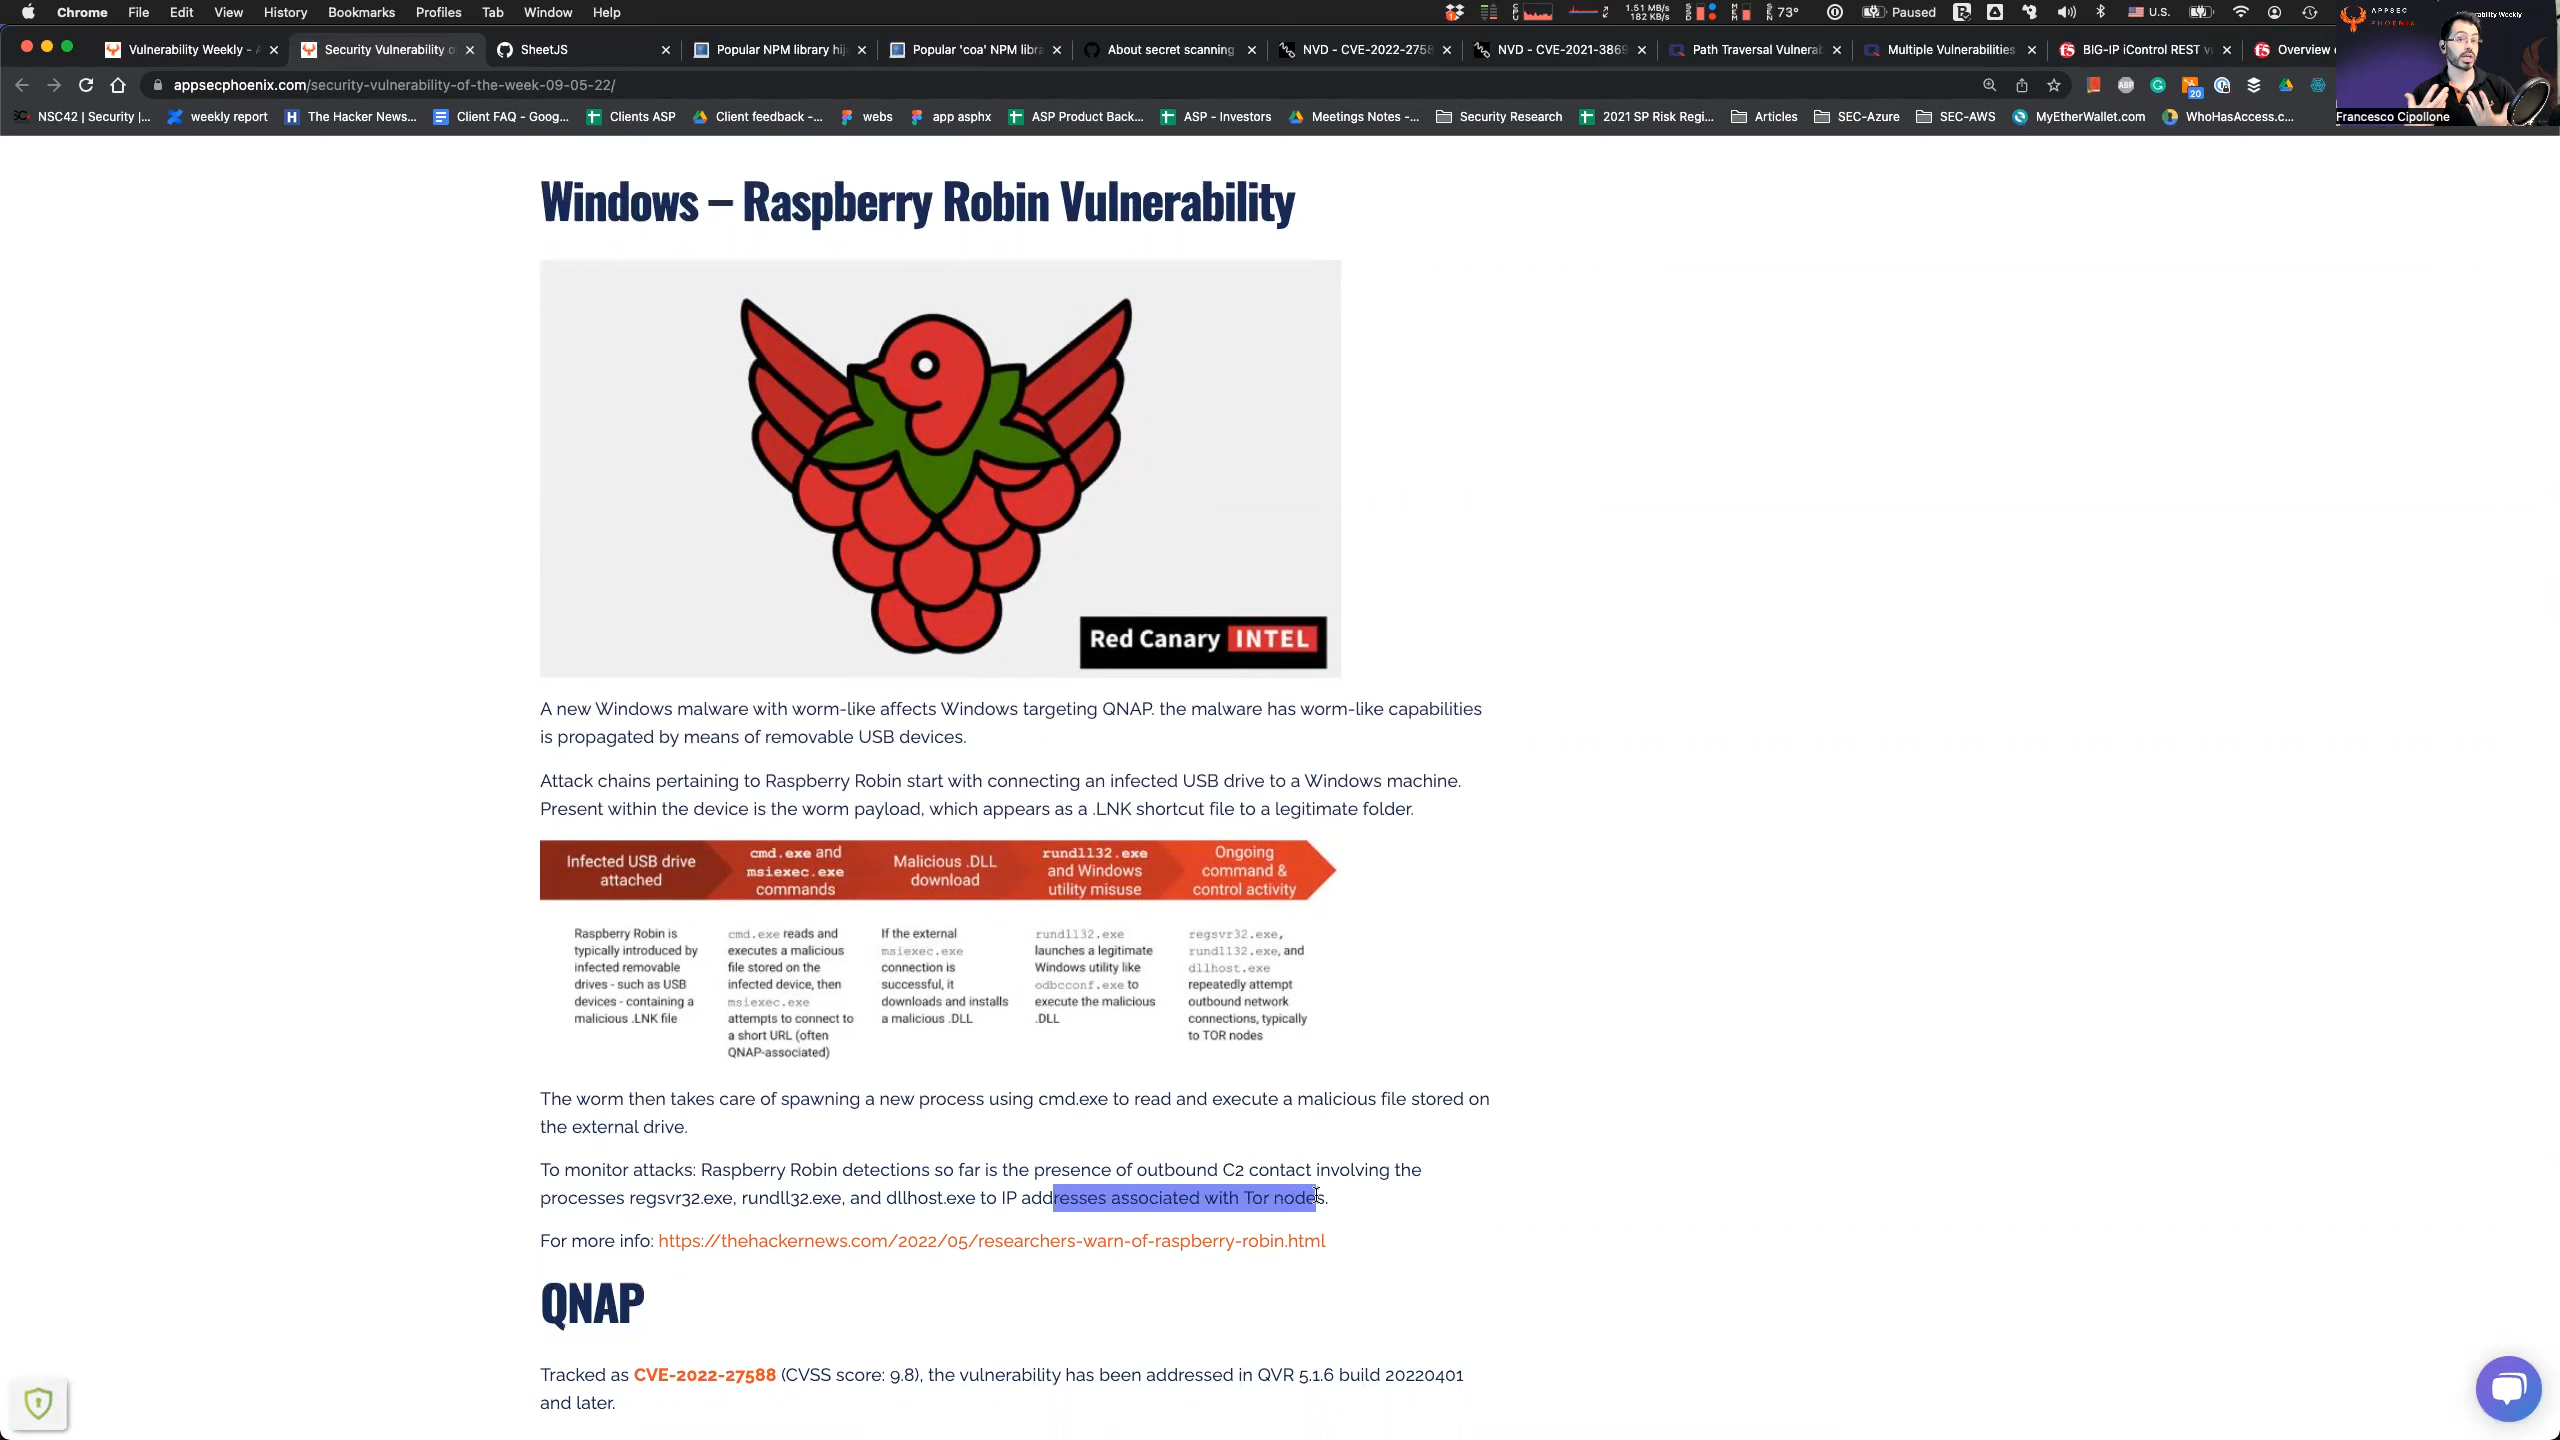 Chrome File Edit View History Bookmarks Profiles Tab Window Help
1.51 MB/s
182 KB/s
73° Paused U.S.
Vulnerability Weekly - A
Security Vulnerability o
SheetJS
Popular NPM library hij
Popular 'coa' NPM libra
About secret scanning
NVD - CVE-2022-2758
NVD - CVE-2021-3869
Path Traversal Vulnerab
Multiple Vulnerabilities
BIG-IP iControl REST v
Overview
APPSEC
PHOENIX
Vulnerability Weekly
appsecphoenix.com/security-vulnerability-of-the-week-09-05-22/
20
NSC42 | Security |...
weekly report
The Hacker News...
Client FAQ - Goog...
Clients ASP
Client feedback -...
webs
app asphx
ASP Product Back...
ASP - Investors
Meetings Notes -...
Security Research
2021 SP Risk Regi...
Articles
SEC-Azure
SEC-AWS
MyEtherWallet.com
WhoHasAccess.c...
Francesco Cipollone
Windows – Raspberry Robin Vulnerability
Red Canary INTEL
A new Windows malware with worm-like affects Windows targeting QNAP. the malware has worm-like capabilities
is propagated by means of removable USB devices.
Attack chains pertaining to Raspberry Robin start with connecting an infected USB drive to a Windows machine.
Present within the device is the worm payload, which appears as a .LNK shortcut file to a legitimate folder.
Infected USB drive
attached
cmd.exe and
msiexec.exe
commands
Malicious .DLL
download
rundll32.exe
and Windows
utility misuse
Ongoing
command &
control activity
Raspberry Robin is
typically introduced by
infected removable
drives - such as USB
devices - containing a
malicious .LNK file
cmd.exe reads and
executes a malicious
file stored on the
infected device, then
msiexec.exe
attempts to connect to
a short URL (often
QNAP-associated)
If the external
msiexec.exe
connection is
successful, it
downloads and installs
a malicious .DLL
rundll32.exe
launches a legitimate
Windows utility like
odbcconf.exe to
execute the malicious
.DLL
regsvr32.exe,
rundll32.exe, and
dllhost.exe
repeatedly attempt
outbound network
connections, typically
to TOR nodes
The worm then takes care of spawning a new process using cmd.exe to read and execute a malicious file stored on
the external drive.
To monitor attacks: Raspberry Robin detections so far is the presence of outbound C2 contact involving the
processes regsvr32.exe, rundll32.exe, and dllhost.exe to IP addresses associated with Tor nodes.
For more info: https://thehackernews.com/2022/05/researchers-warn-of-raspberry-robin.html
QNAP
Tracked as CVE-2022-27588 (CVSS score: 9.8), the vulnerability has been addressed in QVR 5.1.6 build 20220401
and later.